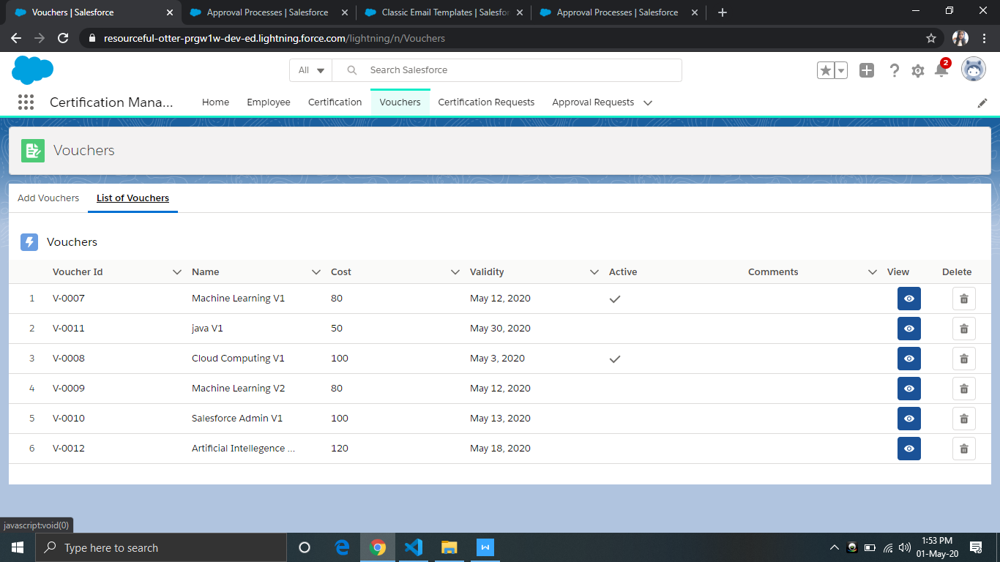 Vouchers | Salesforce
Approval Processes | Salesforce
Classic Email Templates | Salesfor
Approval Processes | Salesforce
resourceful-otter-prgw1w-dev-ed.lightning.force.com/lightning/n/Vouchers
All
Search Salesforce
2
Certification Mana...
Home
Employee
Certification
Vouchers
Certification Requests
Approval Requests
Vouchers
Add Vouchers
List of Vouchers
Vouchers
Voucher Id Name Cost Validity Active Comments View Delete
1 V-0007 Machine Learning V1 80 May 12, 2020
2 V-0011 java V1 50 May 30, 2020
3 V-0008 Cloud Computing V1 100 May 3, 2020
4 V-0009 Machine Learning V2 80 May 12, 2020
5 V-0010 Salesforce Admin V1 100 May 13, 2020
6 V-0012 Artificial Intellegence ... 120 May 18, 2020
javascript:void(0)
Type here to search
1:53 PM
01-May-20